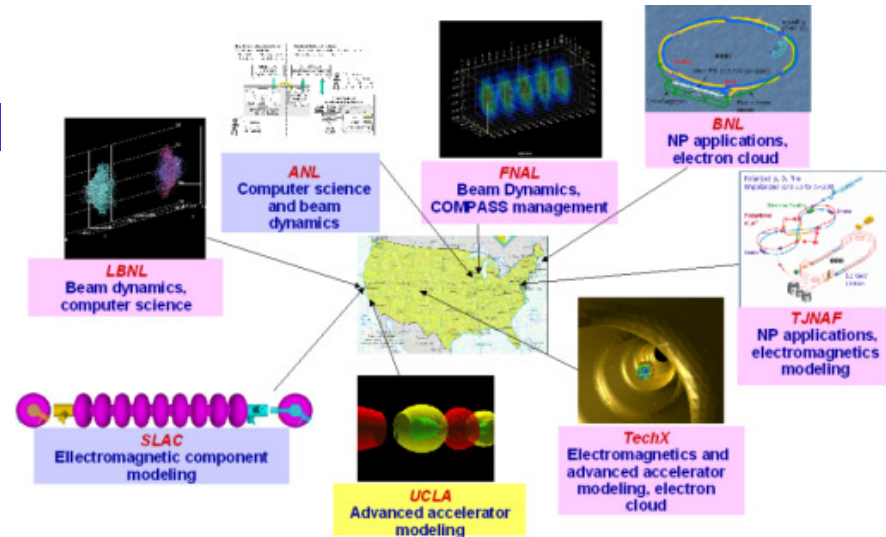 BNL
NP applications,
electron cloud
ANL
Computer science
and beam
dynamics
FNAL
Beam Dynamics,
COMPASS management
LBNL
Beam dynamics,
computer science
TJNAF
NP applications,
electromagnetics
modeling
SLAC
Ellectromagnetic component
modeling
UCLA
Advanced accelerator
modeling
TechX
Electromagnetics and
advanced accelerator
modeling, electron
cloud